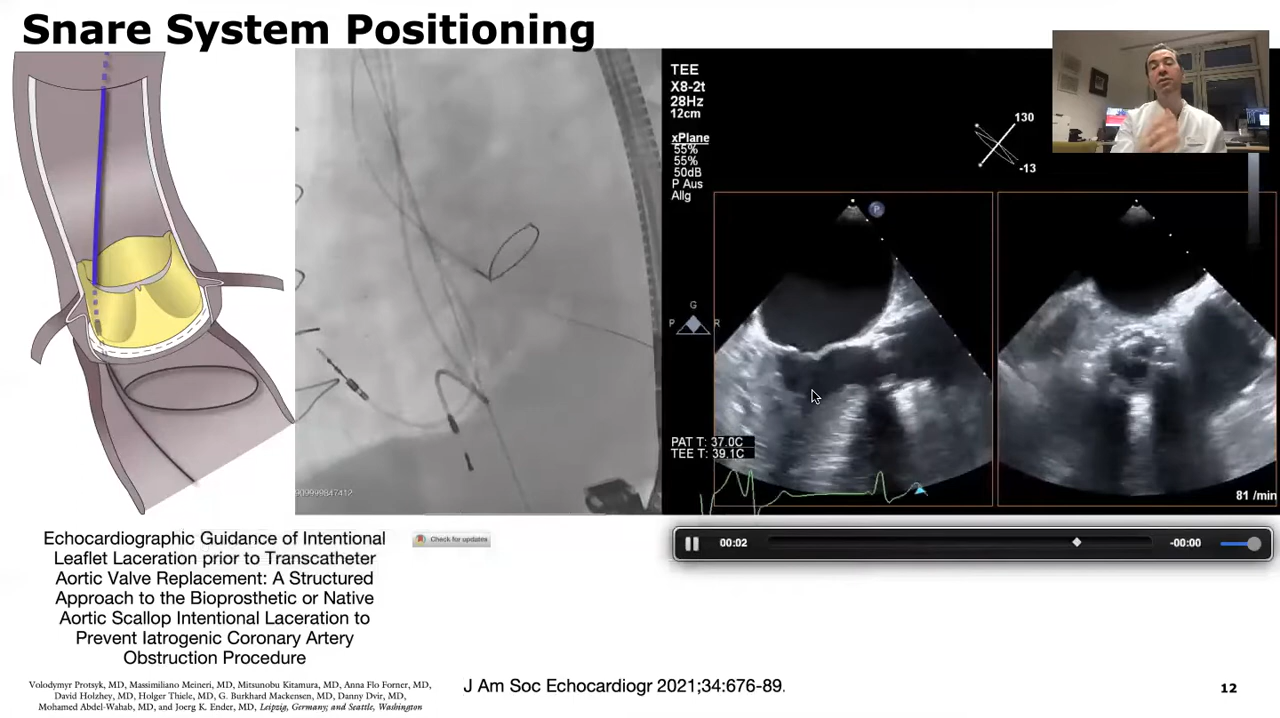 Snare System Positioning
TEE
X8-2t
28Hz
12cm
xPlane
55%
55%
50dB
P Aus
Allg
130
-13
P
G
P R
PAT T: 37.0C
TEE T: 39.1C
81 /min
909999847412
00:02
-00:00
Echocardiographic Guidance of Intentional
Leaflet Laceration prior to Transcatheter
Aortic Valve Replacement: A Structured
Approach to the Bioprosthetic or Native
Aortic Scallop Intentional Laceration to
Prevent Iatrogenic Coronary Artery
Obstruction Procedure
Check for updates
Volodymyr Protsyk, MD, Massimiliano Meineri, MD, Mitsunobu Kitamura, MD, Anna Flo Forner, MD,
David Holzhey, MD, Holger Thiele, MD, G. Burkhard Mackensen, MD, Danny Dvir, MD,
Mohamed Abdel-Wahab, MD, and Joerg K. Ender, MD, Leipzig, Germany; and Seattle, Washington
J Am Soc Echocardiogr 2021;34:676-89.
12